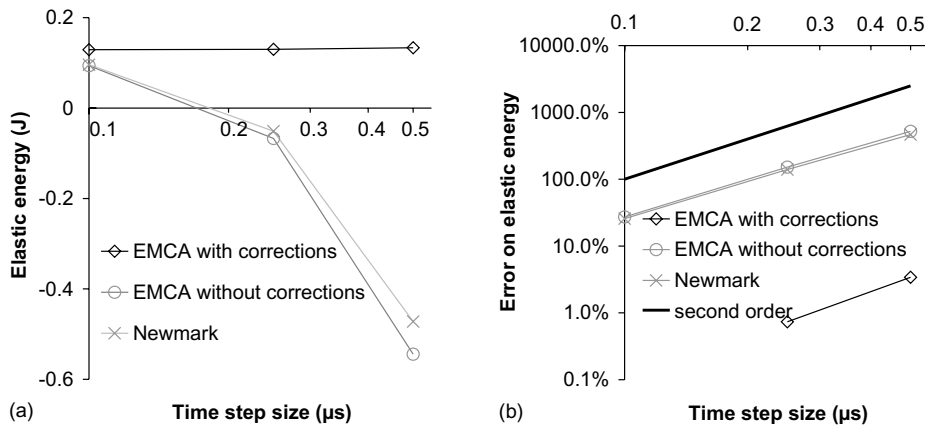 0.2
0
-0.2
-0.4
-0.6
0.1
0.2
0.3
0.4
0.5
Elastic energy (J)
EMCA with corrections
EMCA without corrections
Newmark
(a)
Time step size (µs)
0.1
0.2
0.3
0.4
0.5
10000.0%
1000.0%
100.0%
10.0%
1.0%
0.1%
Error on elastic energy
EMCA with corrections
EMCA without corrections
Newmark
second order
(b)
Time step size (µs)